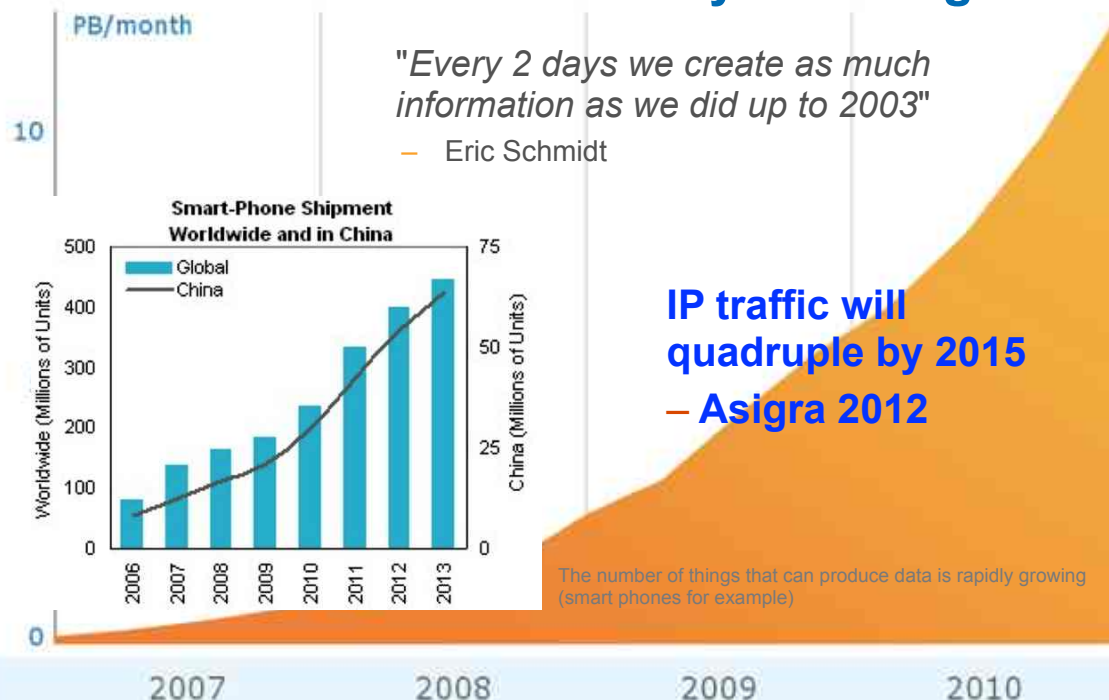 PB/month
"Every 2 days we create as much
information as we did up to 2003"
– Eric Schmidt
10
Smart-Phone Shipment
Worldwide and in China
500
400
300
200
100
0
Worldwide (Millions of Units)
Global
China
75
50
25
0
China (Millions of Units)
2006
2007
2008
2009
2010
2011
2012
2013
IP traffic will
quadruple by 2015
– Asigra 2012
The number of things that can produce data is rapidly growing
(smart phones for example)
0
2007
2008
2009
2010